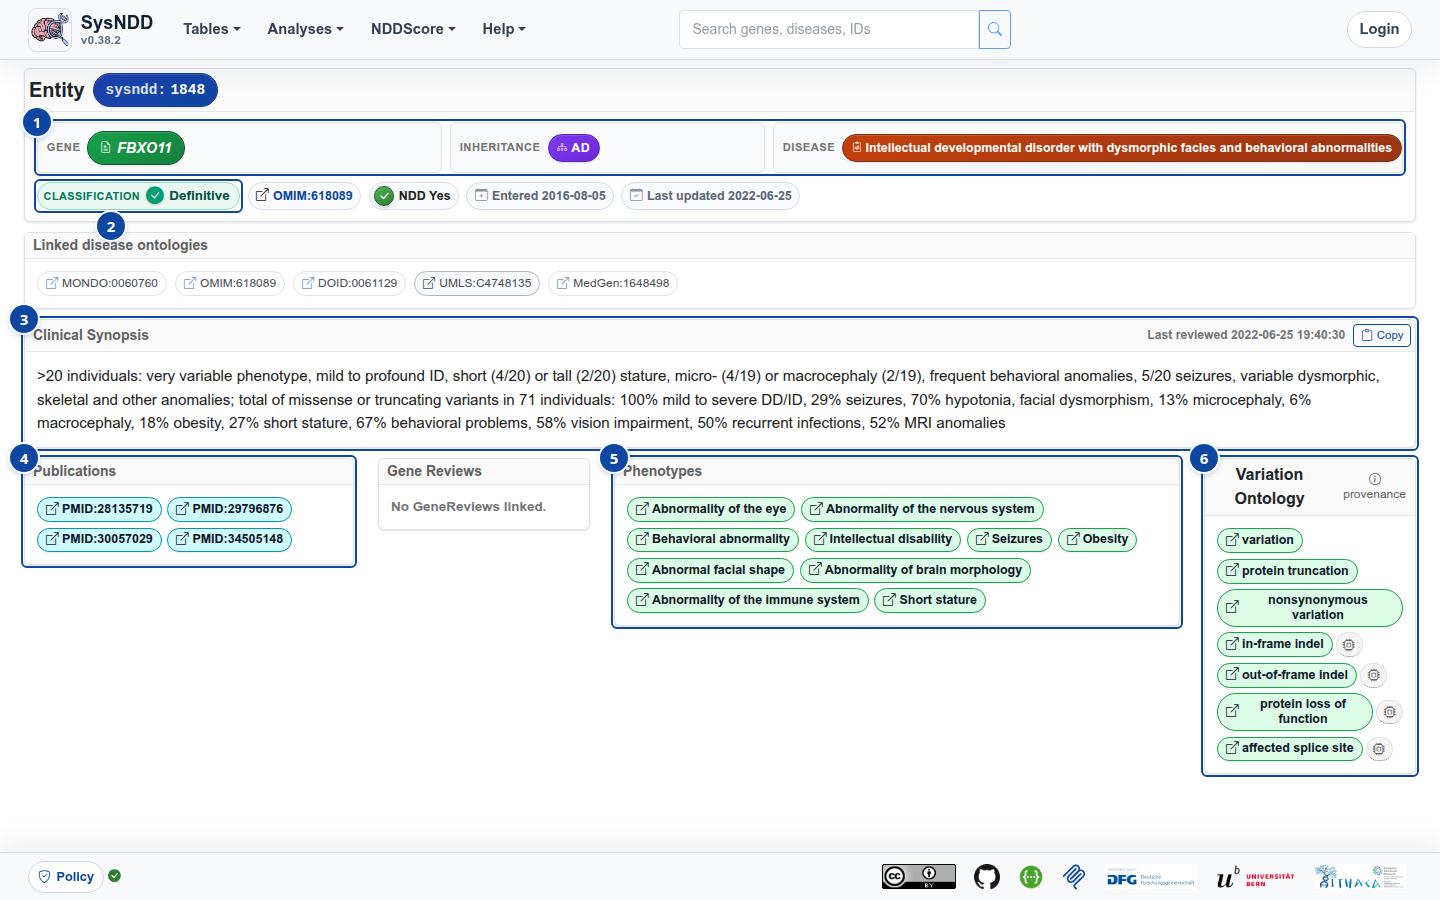 SysNDD
v0.38.2
Tables
Analyses
NDDScore
Help
Search genes, diseases, IDs
Login
Entity
sysndd: 1848
1
GENE
FBXO11
INHERITANCE
AD
DISEASE
Intellectual developmental disorder with dysmorphic facies and behavioral abnormalities
CLASSIFICATION
Definitive
OMIM:618089
NDD Yes
Entered 2016-08-05
Last updated 2022-06-25
2
Linked disease ontologies
MONDO:0060760
OMIM:618089
DOID:0061129
UMLS:C4748135
MedGen:1648498
3
Clinical Synopsis
Last reviewed 2022-06-25 19:40:30
Copy
>20 individuals: very variable phenotype, mild to profound ID, short (4/20) or tall (2/20) stature, micro- (4/19) or macrocephaly (2/19), frequent behavioral anomalies, 5/20 seizures, variable dysmorphic,
skeletal and other anomalies; total of missense or truncating variants in 71 individuals: 100% mild to severe DD/ID, 29% seizures, 70% hypotonia, facial dysmorphism, 13% microcephaly, 6%
macrocephaly, 18% obesity, 27% short stature, 67% behavioral problems, 58% vision impairment, 50% recurrent infections, 52% MRI anomalies
4
Publications
PMID:28135719
PMID:29796876
PMID:30057029
PMID:34505148
Gene Reviews
No GeneReviews linked.
5
Phenotypes
Abnormality of the eye
Abnormality of the nervous system
Behavioral abnormality
Intellectual disability
Seizures
Obesity
Abnormal facial shape
Abnormality of brain morphology
Abnormality of the immune system
Short stature
6
Variation
Ontology
provenance
variation
protein truncation
nonsynonymous
variation
in-frame indel
out-of-frame indel
protein loss of
function
affected splice site
Policy
CC
BY
DFG
Deutsche
Forschungsgemeinschaft
u
b
UNIVERSITÄT
BERN
ITHACA